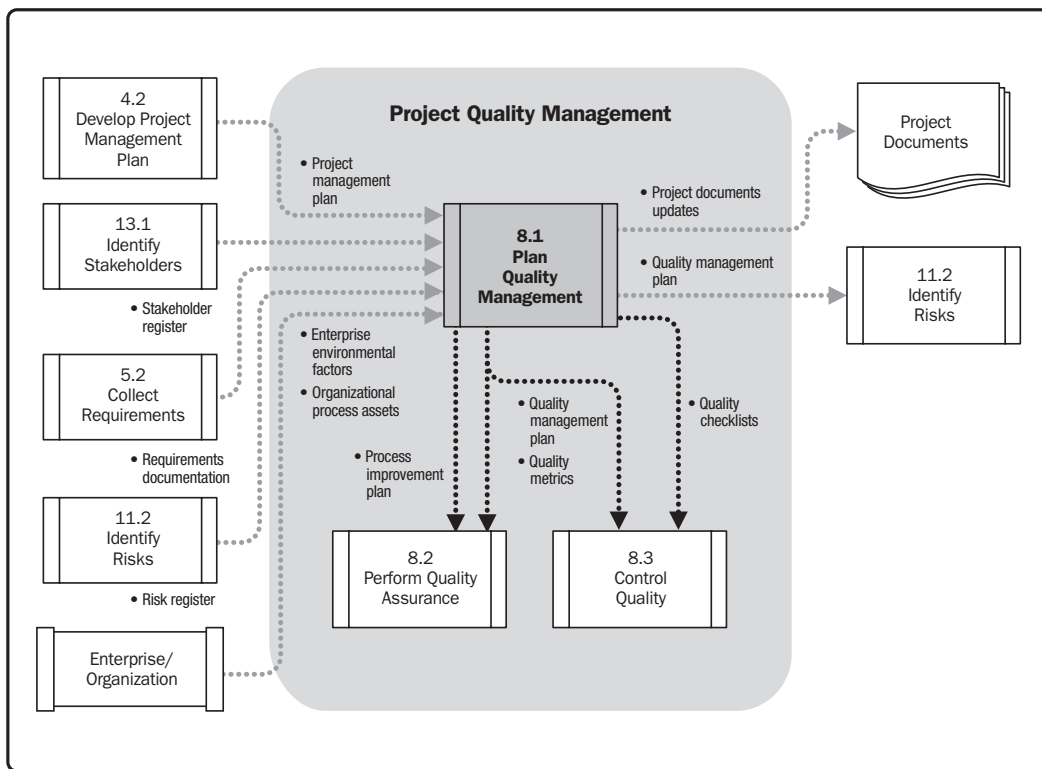 Project Quality Management
4.2
Develop Project
Management
Plan
• Project
management
plan
13.1
Identify
Stakeholders
• Stakeholder
register
5.2
Collect
Requirements
• Requirements
documentation
11.2
Identify
Risks
• Risk register
Enterprise/
Organization
• Enterprise
environmental
factors
• Organizational
process assets
8.1
Plan
Quality
Management
• Project documents
updates
• Quality management
plan
Project
Documents
11.2
Identify
Risks
• Process
improvement
plan
• Quality
management
plan
• Quality
metrics
• Quality
checklists
8.2
Perform Quality
Assurance
8.3
Control
Quality